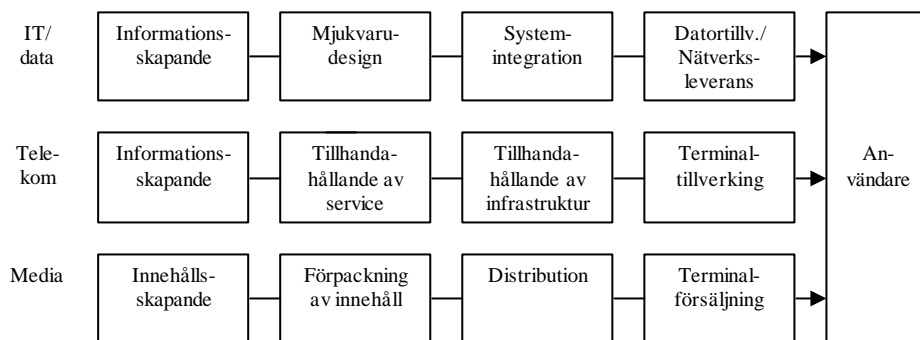 IT/
data
Informations-
skapande
Mjukvaru-
design
System-
integration
Datortillv./
Nätverks-
leverans
Tele-
kom
Informations-
skapande
Tillhanda-
hållande av
service
Tillhanda-
hållande av
infrastruktur
Terminal-
tillverking
An-
vändare
Media
Innehålls-
skapande
Förpackning
av innehåll
Distribution
Terminal-
försäljning